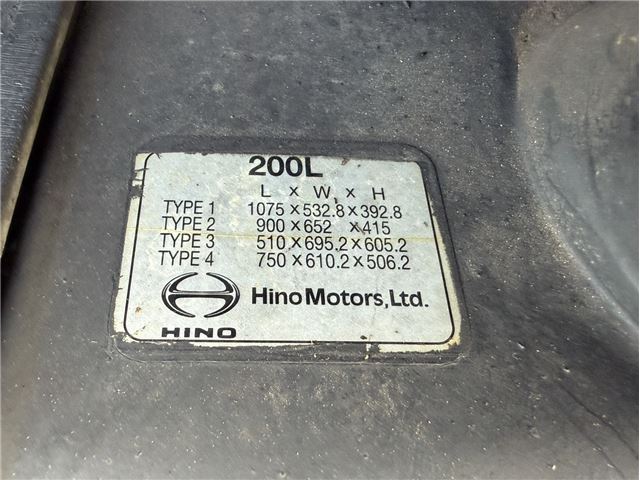 200L
L x W x H
TYPE 1 1075 x 532.8 x 392.8
TYPE 2 900 x 652 x 415
TYPE 3 510 x 695.2 x 605.2
TYPE 4 750 x 610.2 x 506.2
Hino Motors, Ltd.
HINO